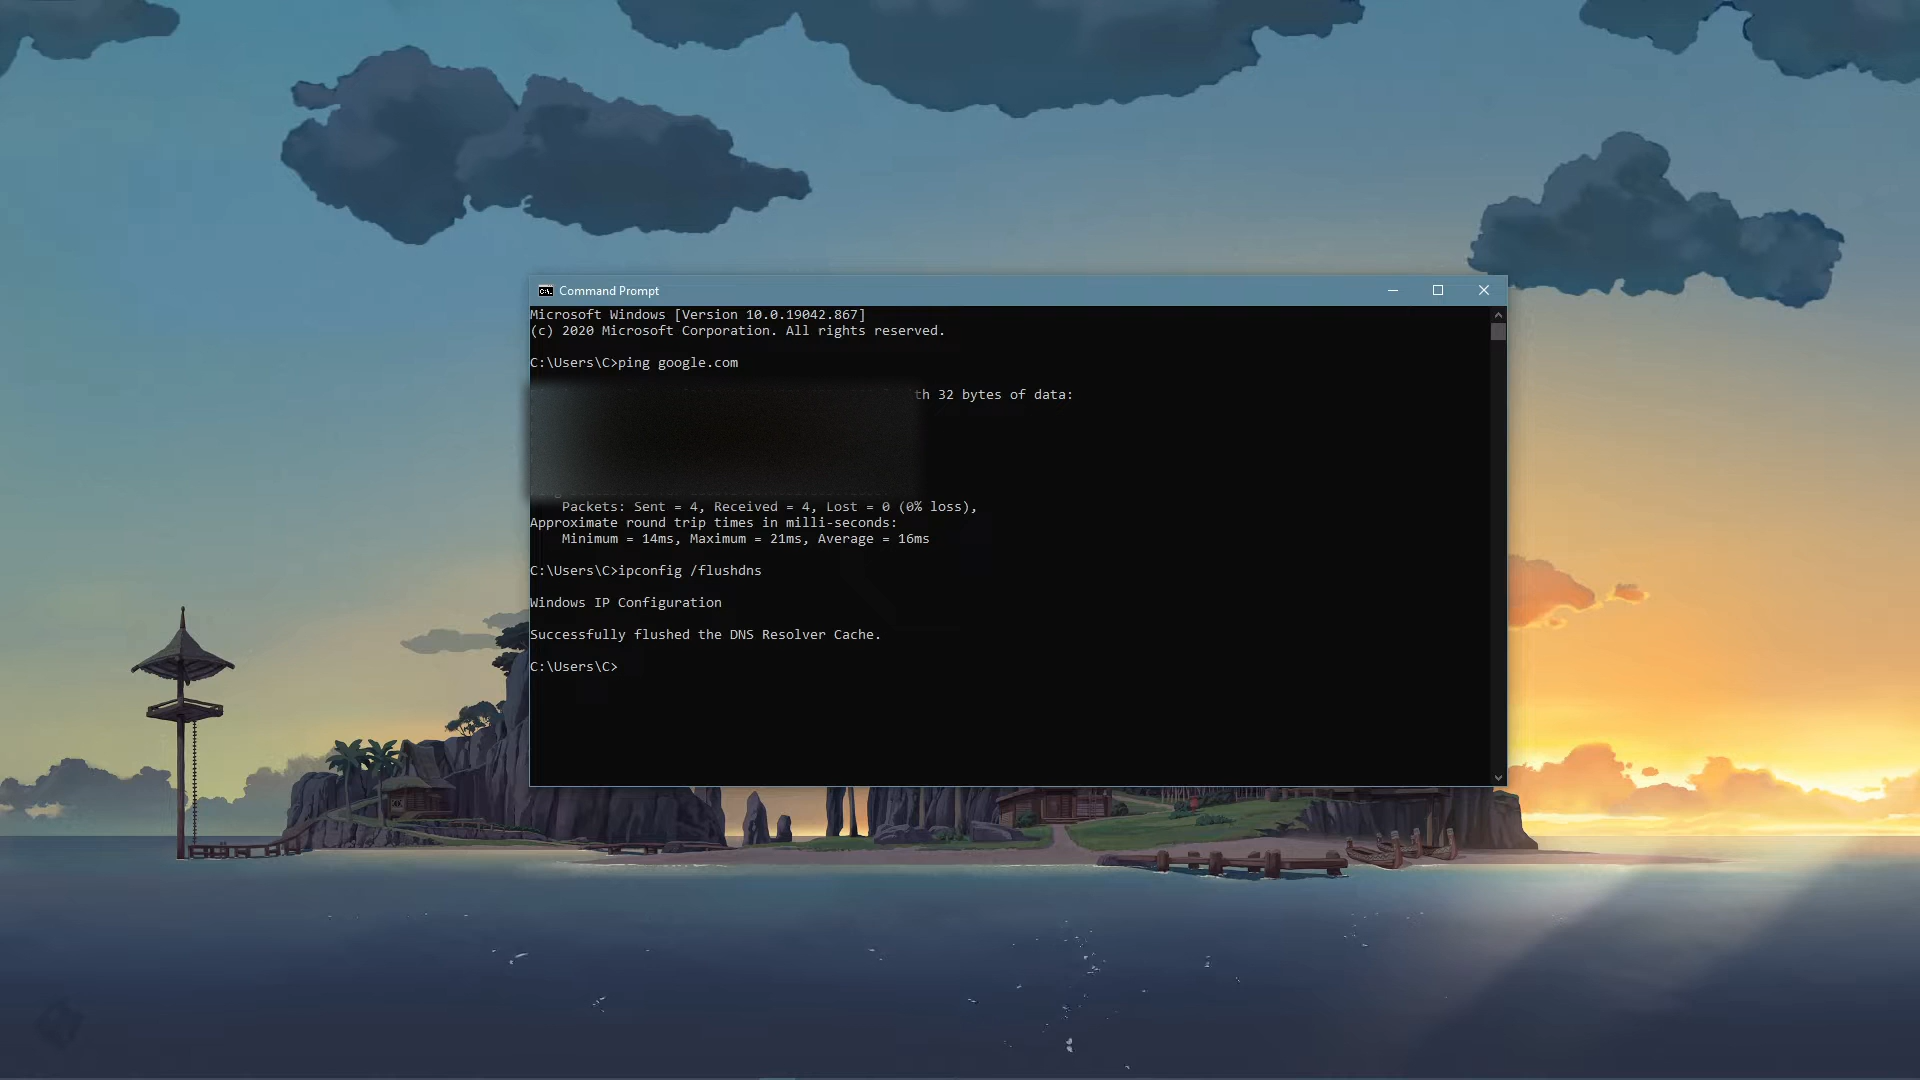 Command Prompt
Microsoft Windows [Version 10.0.19042.867]
(c) 2020 Microsoft Corporation. All rights reserved.
C:\Users\C>ping google.com
32 bytes of data:
Packets: Sent = 4, Received = 4, Lost = 0 (0% loss),
Approximate round trip times in milli-seconds:
Minimum = 14ms, Maximum = 21ms, Average = 16ms
C:\Users\C>ipconfig /flushdns
Windows IP Configuration
Successfully flushed the DNS Resolver Cache.
C:\Users\C>